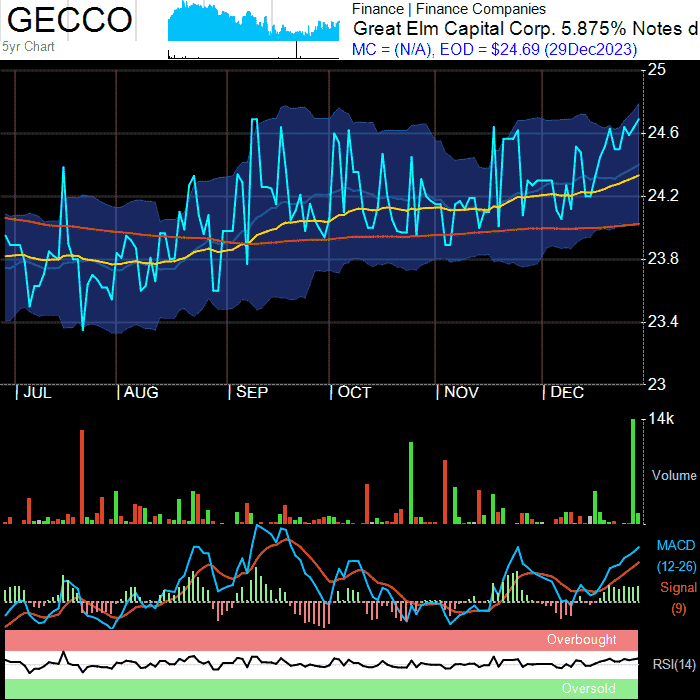 GECCO
5yr Chart
Finance | Finance Companies
Great Elm Capital Corp. 5.875% Notes d
MC = (N/A), EOD = $24.69 (29Dec2023)
25
24.6
24.2
23.8
23.4
23
JUL AUG SEP OCT NOV DEC
14k
Volume
MACD
(12-26)
Signal
(9)
Overbought
RSI(14)
Oversold